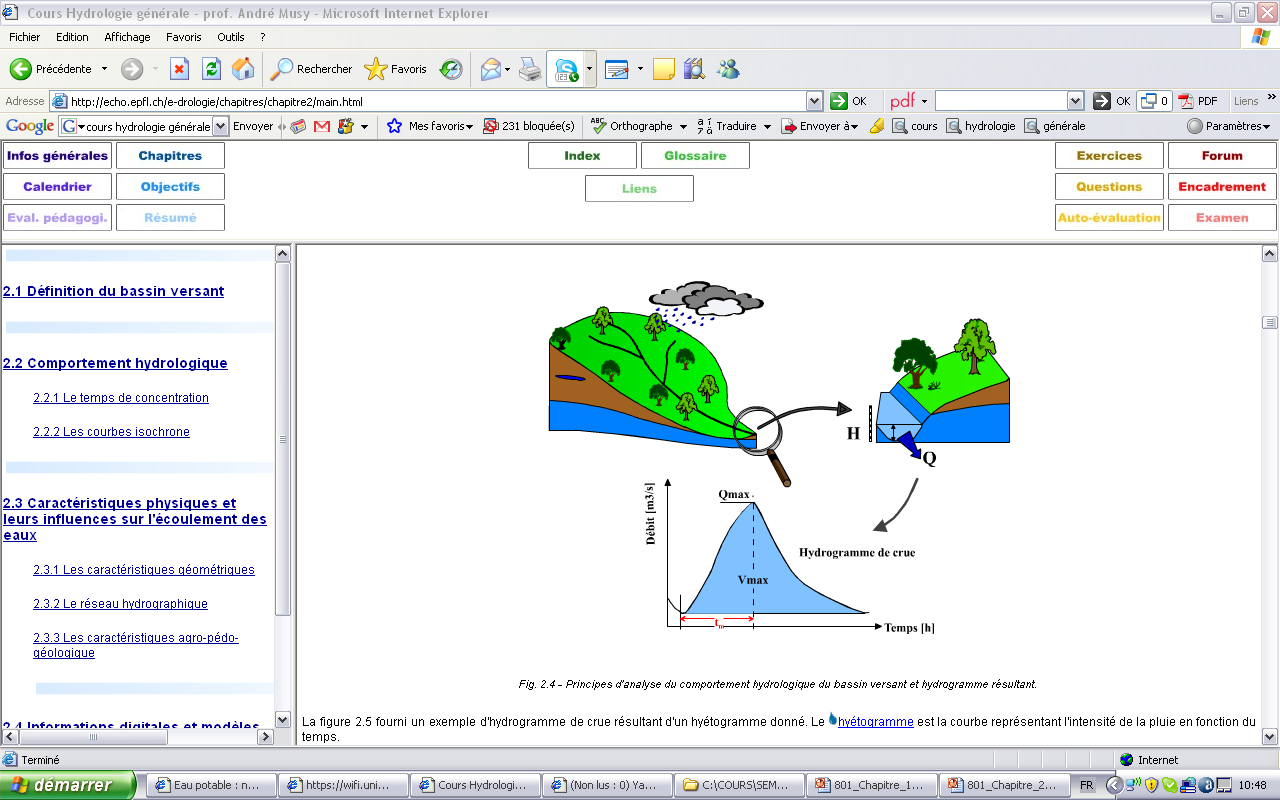 Cours Hydrologie générale - prof. André Musy - Microsoft Internet Explorer
Fichier Edition Affichage Favoris Outils ?
Précédente Rechercher Favoris
Adresse http://echo.epfl.ch/e-drologie/chapitres/chapitre2/main.html OK pdf OK 0 PDF Liens »
Google G cours hydrologie générale Envoyer Mes favoris 231 bloquée(s) ABC Orthographe Traduire Envoyer à cours hydrologie générale Paramètres
Infos générales Chapitres Index Glossaire Exercices Forum
Calendrier Objectifs Liens Questions Encadrement
Eval. pédagogi. Résumé Auto-évaluation Examen
2.1 Définition du bassin versant
2.2 Comportement hydrologique
2.2.1 Le temps de concentration
2.2.2 Les courbes isochrone
2.3 Caractéristiques physiques et
leurs influences sur l'écoulement des
eaux
2.3.1 Les caractéristiques géométriques
2.3.2 Le réseau hydrographique
2.3.3 Les caractéristiques agro-pédo-
géologique
2.4 Informations digitales et modèles
H
Q
Débit [m3/s]
Qmax
Hydrogramme de crue
Vmax
tm
Temps [h]
Fig. 2.4 - Principes d'analyse du comportement hydrologique du bassin versant et hydrogramme résultant.
La figure 2.5 fourni un exemple d'hydrogramme de crue résultant d'un hyétogramme donné. Le hyétogramme est la courbe représentant l'intensité de la pluie en fonction du
temps.
Terminé Internet
démarrer Eau potable : n... https://wifi.uni... Cours Hydrologi... (Non lus : 0) Ya... C:\COURS\SEM... 801_Chapitre_1... 801_Chapitre_2... FR 10:48